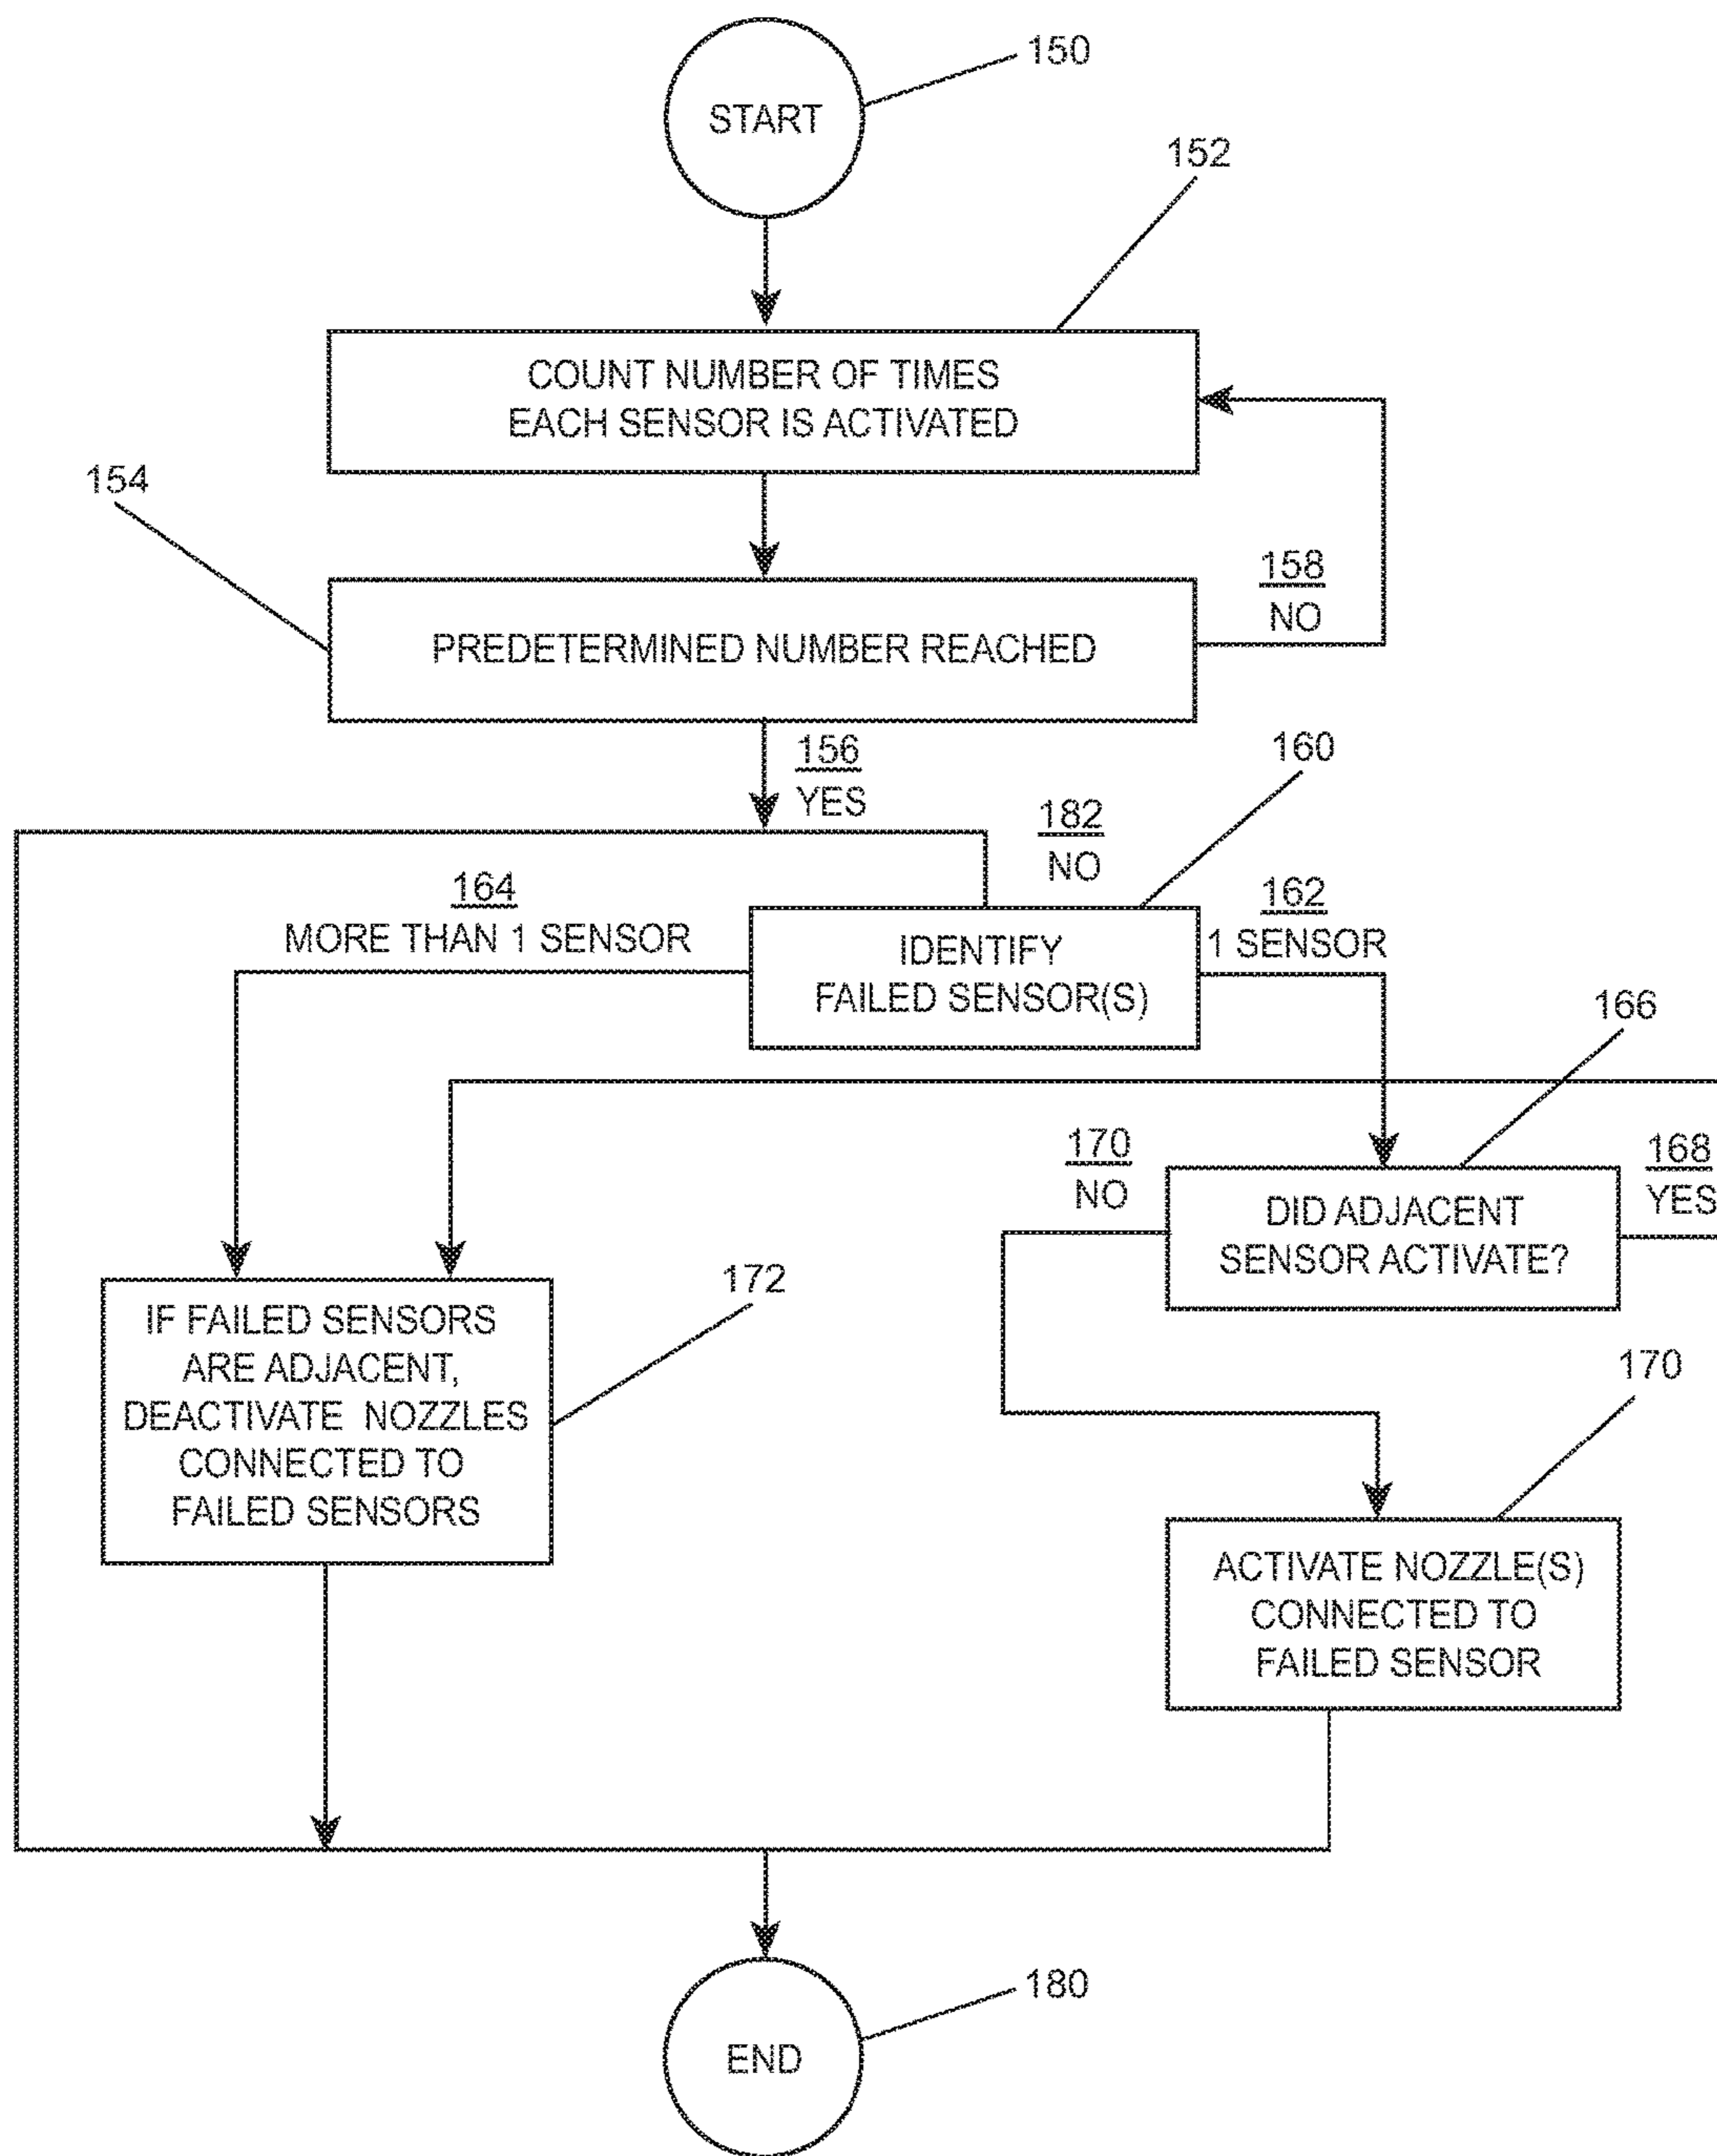 150
START
152
COUNT NUMBER OF TIMES
EACH SENSOR IS ACTIVATED
154
158
NO
PREDETERMINED NUMBER REACHED
156
YES
160
182
NO
164
MORE THAN 1 SENSOR
162
1 SENSOR
IDENTIFY
FAILED SENSOR(S)
166
170
NO
168
YES
DID ADJACENT
SENSOR ACTIVATE?
172
IF FAILED SENSORS
ARE ADJACENT,
DEACTIVATE NOZZLES
CONNECTED TO
FAILED SENSORS
170
ACTIVATE NOZZLE(S)
CONNECTED TO
FAILED SENSOR
180
END